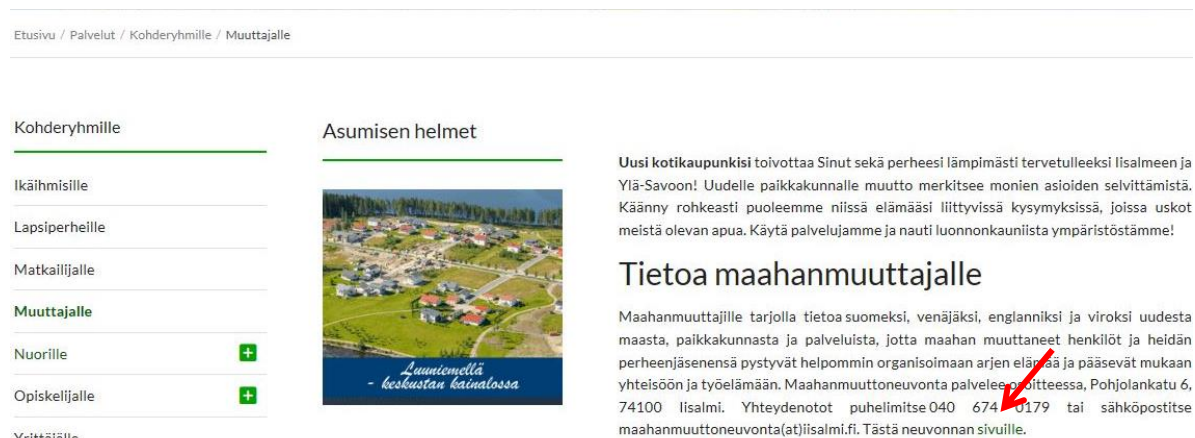 Etusivu / Palvelut / Kohderyhmille / Muuttajalle
Kohderyhmille
Ikäihmisille
Lapsiperheille
Matkailijalle
Muuttajalle
Nuorille
Opiskelijalle
Yrittäjälle
Asumisen helmet
Luuniemellä
- keskustan kainalossa
Uusi kotikaupunkisi toivottaa Sinut sekä perheesi lämpimästi tervetulleeksi Iisalmeen ja
Ylä-Savoon! Uudelle paikkakunnalle muutto merkitsee monien asioiden selvittämistä.
Käänny rohkeasti puoleemme niissä elämääsi liittyvissä kysymyksissä, joissa uskot
meistä olevan apua. Käytä palvelujamme ja nauti luonnonkauniista ympäristöstämme!
Tietoa maahanmuuttajalle
Maahanmuuttajille tarjolla tietoa suomeksi, venäjäksi, englanniksi ja viroksi uudesta
maasta, paikkakunnasta ja palveluista, jotta maahan muuttaneet henkilöt ja heidän
perheenjäsenensä pystyvät helpommin organisoimaan arjen elämää ja pääsevät mukaan
yhteisöön ja työelämään. Maahanmuuttoneuvonta palvelee osoitteessa, Pohjolankatu 6,
74100 Iisalmi. Yhteydenotot puhelimitse 040 674 0179 tai sähköpostitse
maahanmuuttoneuvonta(at)iisalmi.fi. Tästä neuvonnan sivuille.